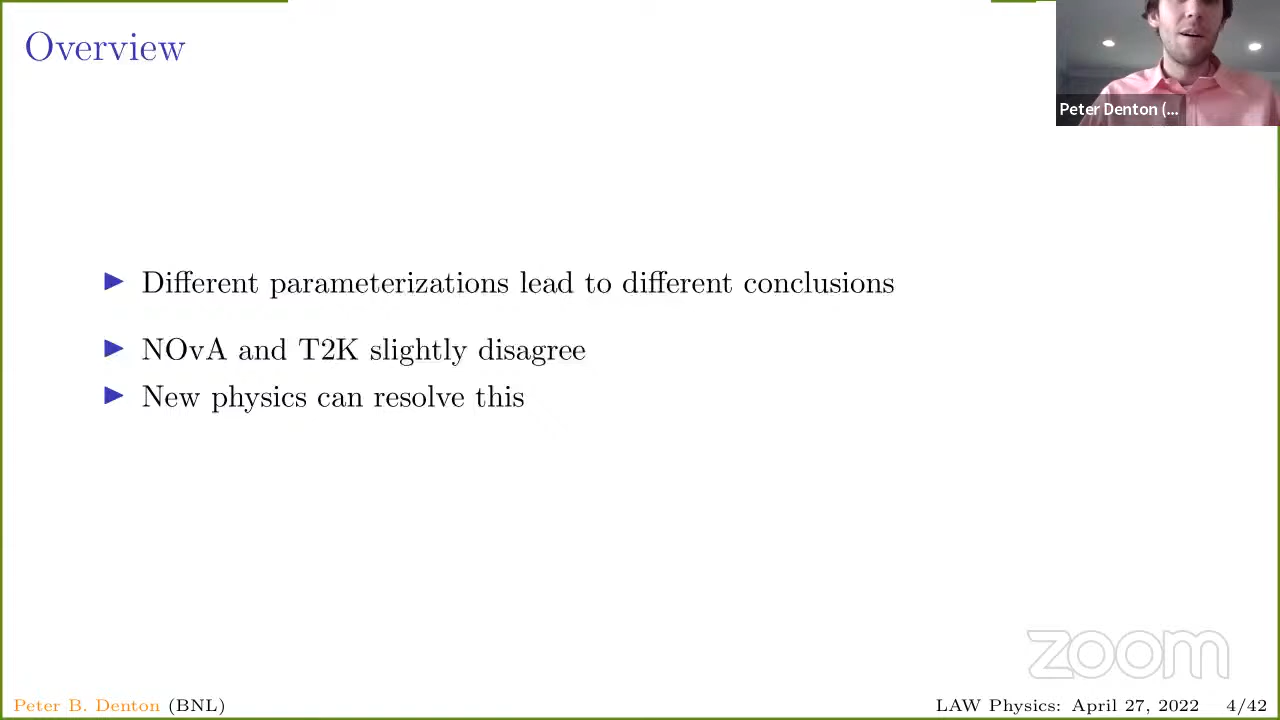 Overview
Peter Denton (...
Different parameterizations lead to different conclusions
NOvA and T2K slightly disagree
New physics can resolve this
zoom
Peter B. Denton (BNL)
LAW Physics: April 27, 2022 4/42